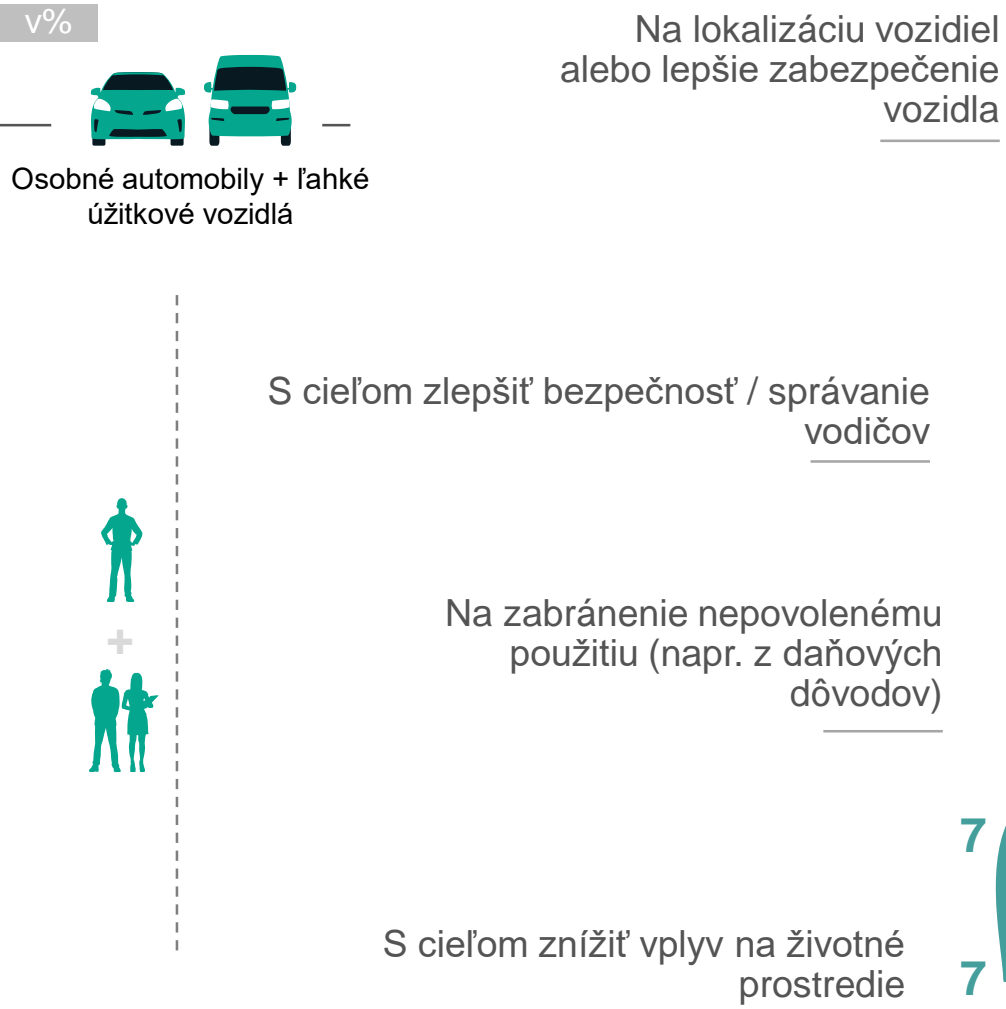 v%
Na lokalizáciu vozidiel
alebo lepšie zabezpečenie
vozidla
Osobné automobily + ľahké
úžitkové vozidlá
S cieľom zlepšiť bezpečnosť / správanie
vodičov
Na zabránenie nepovolenému
použitiu (napr. z daňových
dôvodov)
7
S cieľom znížiť vplyv na životné
prostredie
7